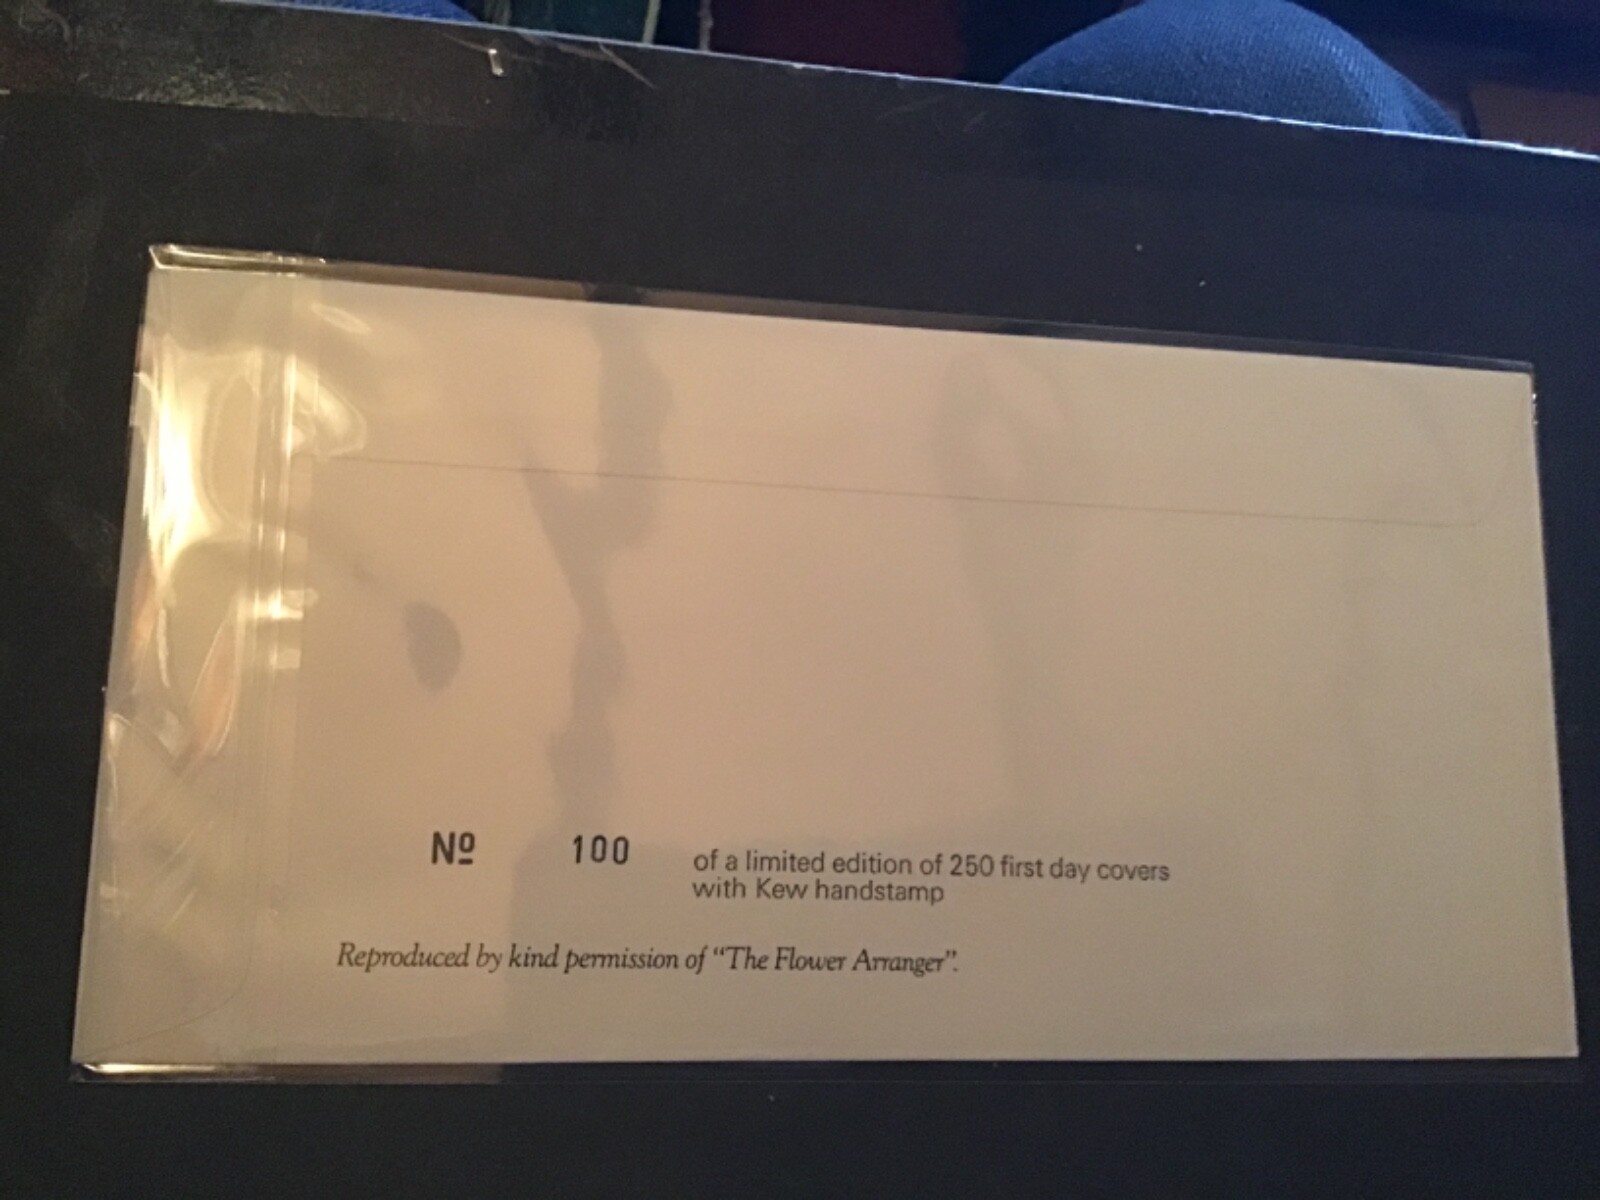 Nº 100 of a limited edition of 250 first day covers
with Kew handstamp
Reproduced by kind permission of “The Flower Arranger”.